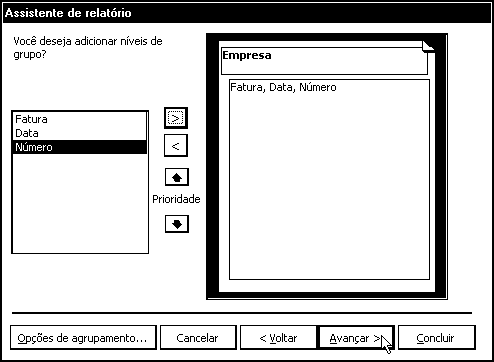 Assistente de relatório
Você deseja adicionar níveis de
grupo?
Empresa
Fatura, Data, Número
Fatura
Data
Número
>
<
Prioridade
Opções de agrupamento...
Cancelar
< Voltar
Avançar >
Concluir